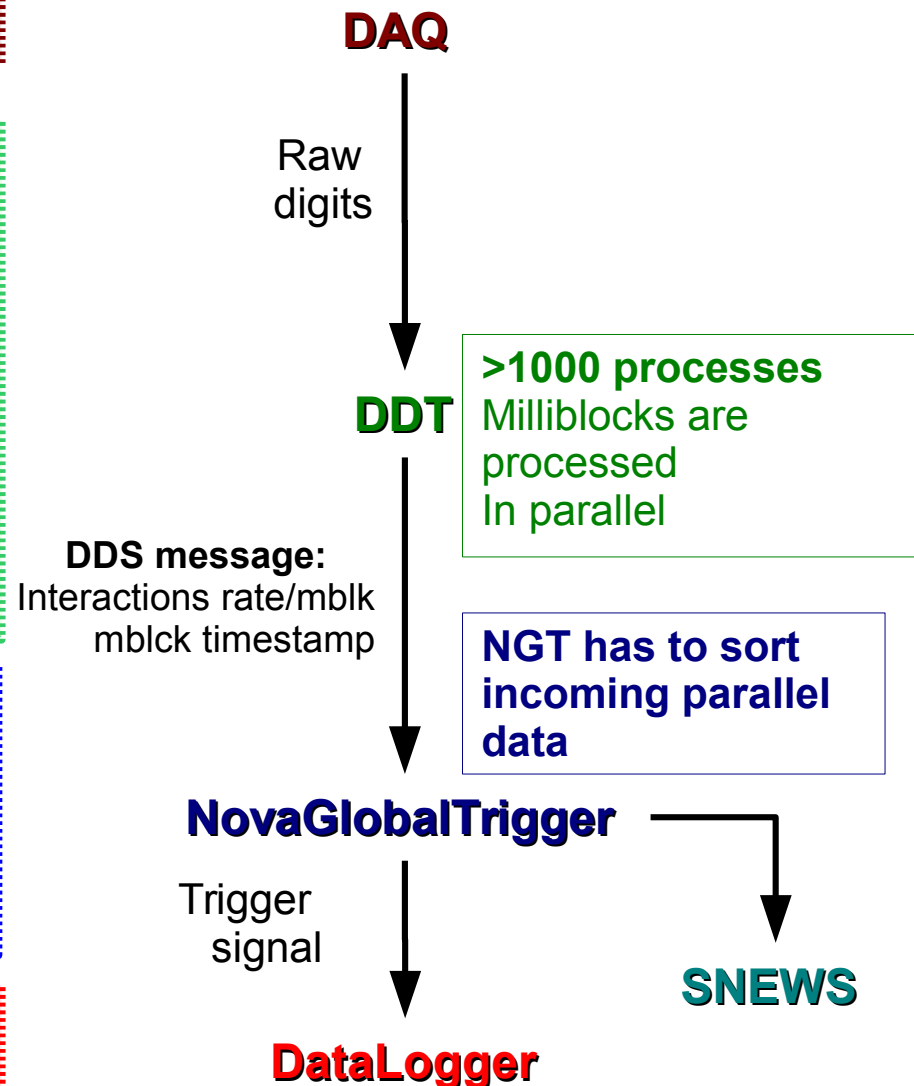 DAQ
Raw
digits
>1000 processes
Milliblocks are
processed
In parallel
DDT
DDS message:
Interactions rate/mblk
mblck timestamp
NGT has to sort
incoming parallel
data
NovaGlobalTrigger
Trigger
signal
SNEWS
DataLogger